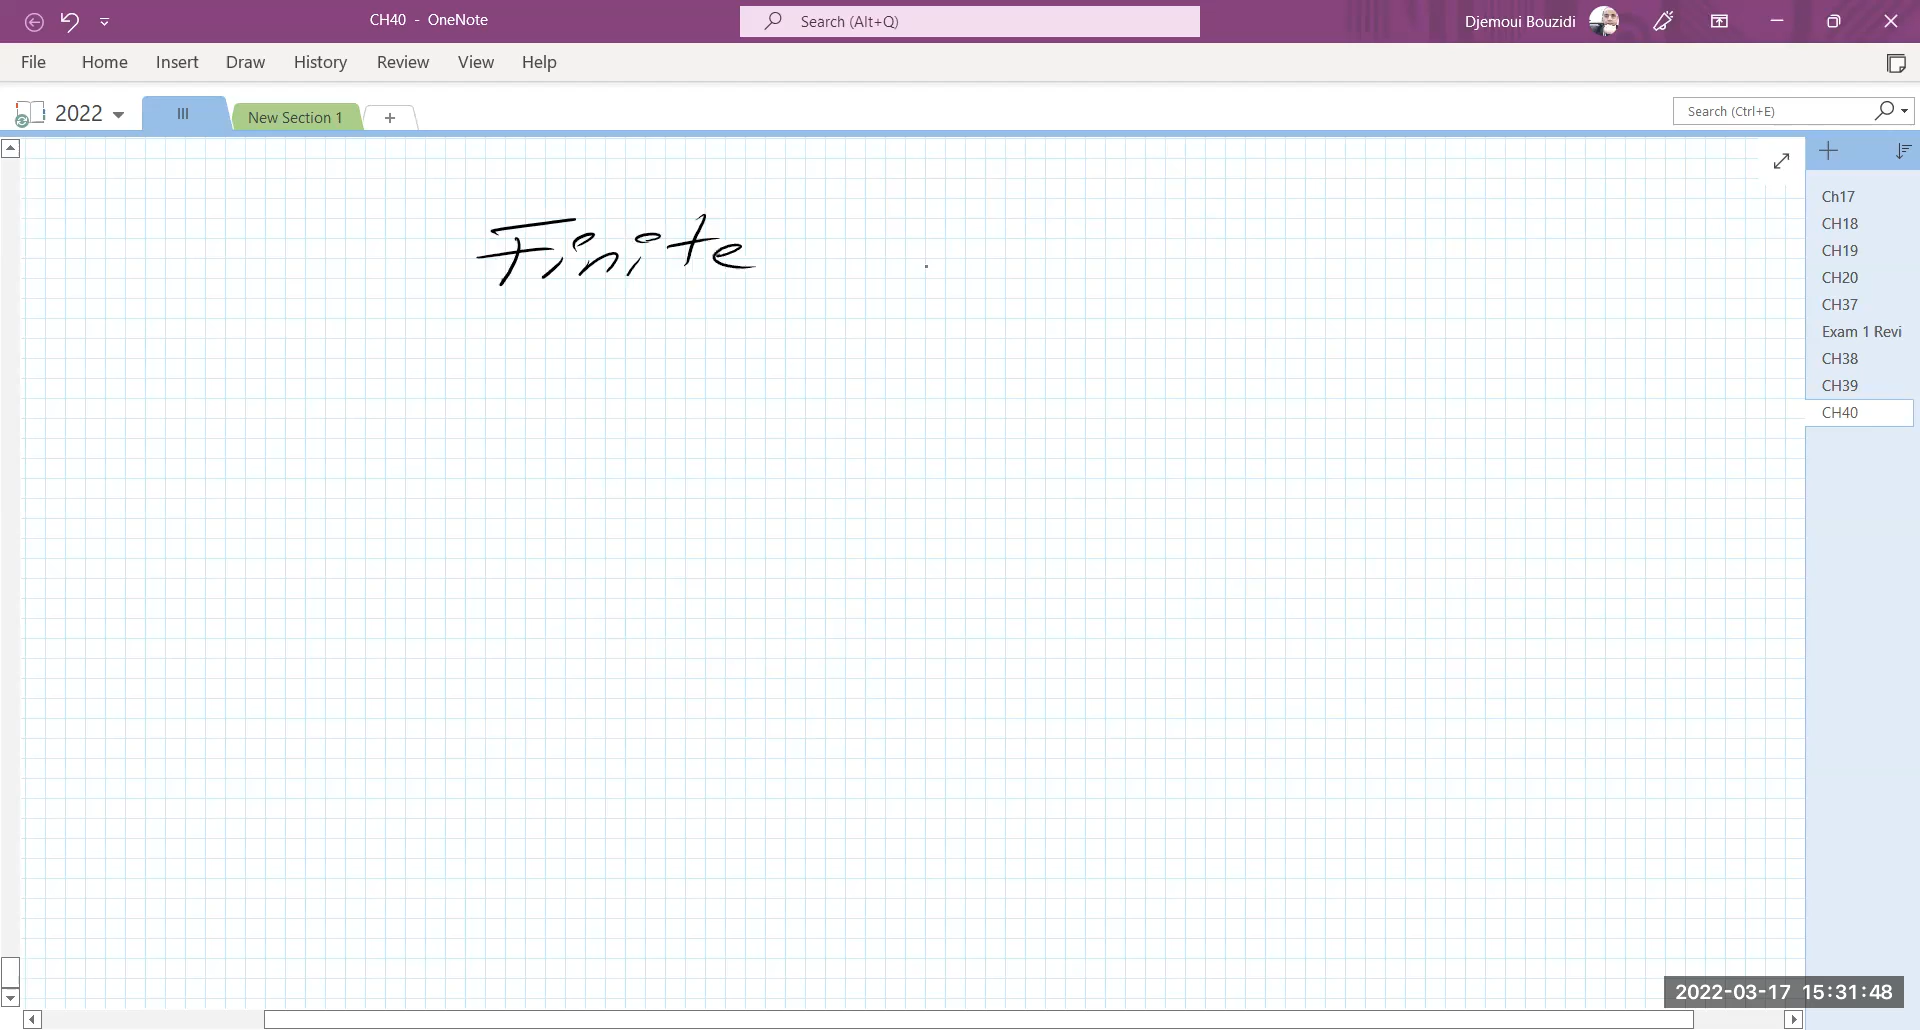 CH40 - OneNote
Search (Alt+Q)
Djemoui Bouzidi
File Home Insert Draw History Review View Help
2022
III
New Section 1
+
Search (Ctrl+E)
Ch17
CH18
CH19
CH20
CH37
Exam 1 Revi
CH38
CH39
CH40
Finite
2022-03-17 15:31:48